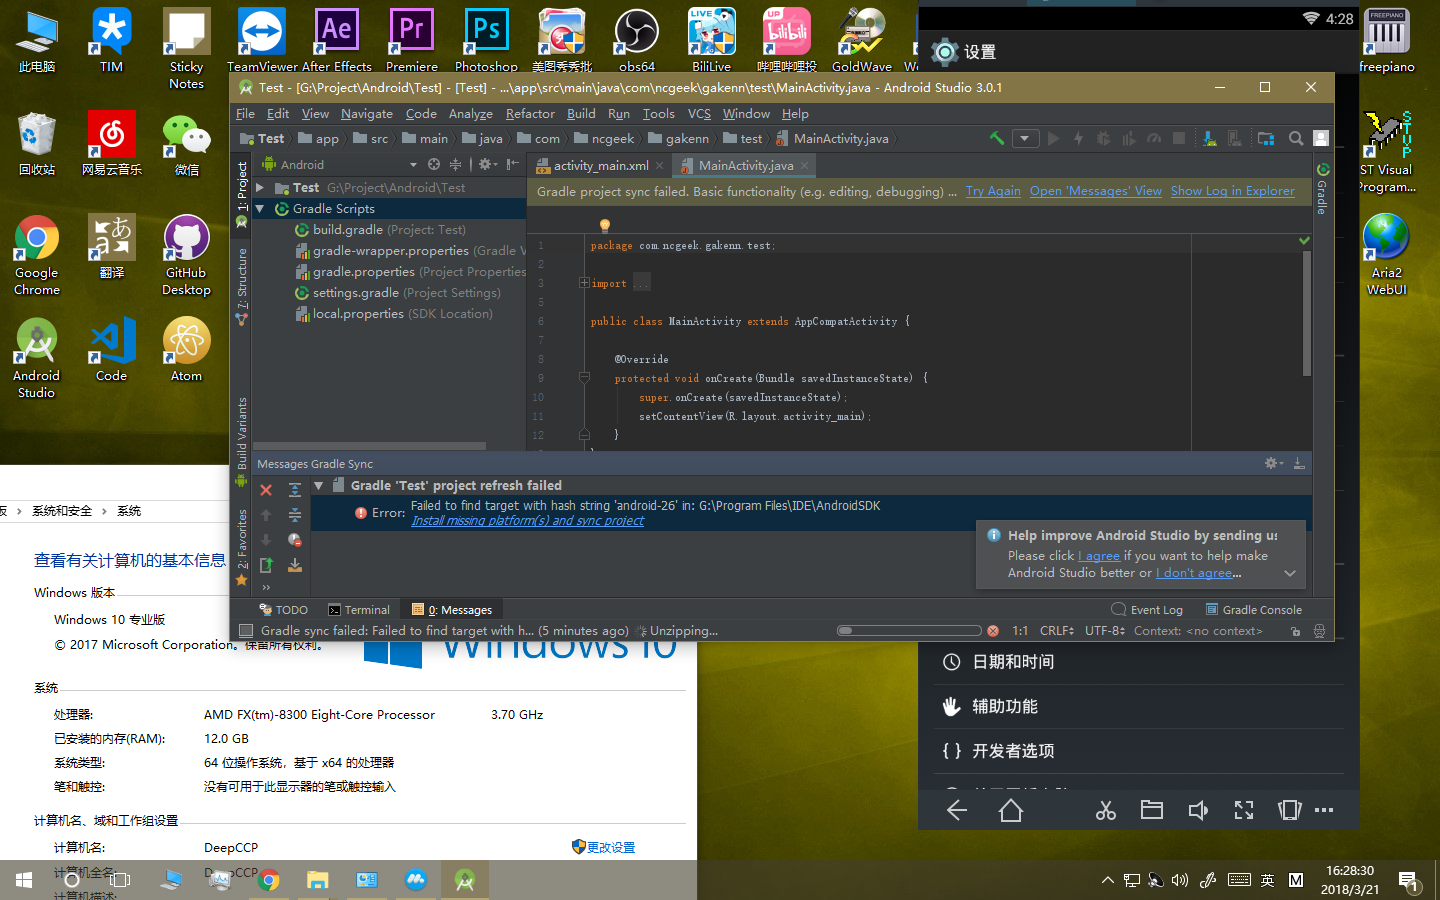 此电脑
TIM
Sticky
Notes
TeamViewer
After Effects
Premiere
Photoshop
美图秀秀批
obs64
BiliLive
哔哩哔哩投
GoldWave
freepiano
Ae
Pr
Ps
LIVE
UP
bilibili
FREEPIANO
4:28
设置
回收站
网易云音乐
微信
ST Visual
Program...
STVP
Google
Chrome
翻译
GitHub
Desktop
Aria2
WebUI
Android
Studio
Code
Atom
Test - [G:\Project\Android\Test] - [Test] - ...\app\src\main\java\com\ncgeek\gakenn\test\MainActivity.java - Android Studio 3.0.1
File Edit View Navigate Code Analyze Refactor Build Run Tools VCS Window Help
Test app src main java com ncgeek gakenn test MainActivity.java
1: Project
7: Structure
Build Variants
2: Favorites
Android
Test G:\Project\Android\Test
Gradle Scripts
build.gradle (Project: Test)
gradle-wrapper.properties (Gradle V
gradle.properties (Project Properties
settings.gradle (Project Settings)
local.properties (SDK Location)
activity_main.xml MainActivity.java
Gradle project sync failed. Basic functionality (e.g. editing, debugging) ... Try Again Open 'Messages' View Show Log in Explorer
Gradle
1 package com.ncgeek.gakenn.test;
2
3 import ...
5
6 public class MainActivity extends AppCompatActivity {
7
8 @Override
9 protected void onCreate(Bundle savedInstanceState) {
10 super.onCreate(savedInstanceState);
11 setContentView(R.layout.activity_main);
12 }
Messages Gradle Sync
Gradle 'Test' project refresh failed
Error: Failed to find target with hash string 'android-26' in: G:\Program Files\IDE\AndroidSDK
Install missing platform(s) and sync project
Help improve Android Studio by sending us
Please click I agree if you want to help make
Android Studio better or I don't agree...
TODO Terminal 0: Messages Event Log Gradle Console
Gradle sync failed: Failed to find target with h... (5 minutes ago) Unzipping... 1:1 CRLF UTF-8 Context: <no context>
系统和安全 系统
查看有关计算机的基本信息
Windows 版本
Windows 10 专业版
© 2017 Microsoft Corporation。保留所有权利。
Windows 10
系统
处理器: AMD FX(tm)-8300 Eight-Core Processor 3.70 GHz
已安装的内存(RAM): 12.0 GB
系统类型: 64 位操作系统，基于 x64 的处理器
笔和触控: 没有可用于此显示器的笔或触控输入
计算机名、域和工作组设置
计算机名: DeepCCP 更改设置
计算机全名: DeepCCP
计算机描述:
日期和时间
辅助功能
{ } 开发者选项
英 M
16:28:30
2018/3/21
1